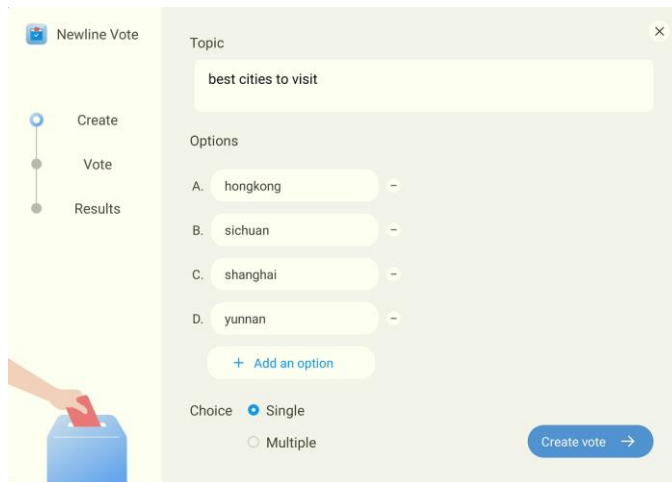 Newline Vote
Create
Vote
Results
Topic
best cities to visit
Options
A. hongkong
B. sichuan
C. shanghai
D. yunnan
+ Add an option
Choice Single
Multiple
Create vote